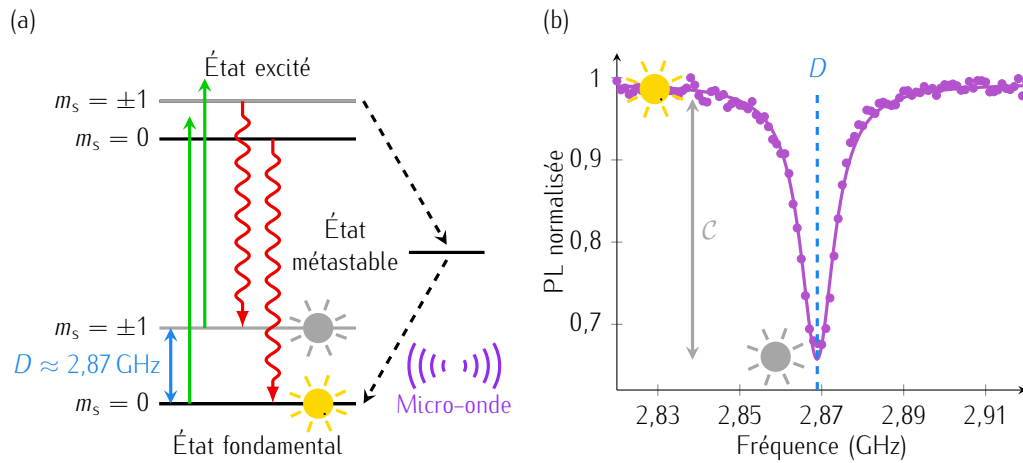 (a)
État excité
mₛ = ±1
mₛ = 0
État
métastable
mₛ = ±1
D ≈ 2,87 GHz
mₛ = 0
Micro-onde
État fondamental
(b)
D
1
0,9
0,8
0,7
C
PL normalisée
2,83
2,85
2,87
2,89
2,91
Fréquence (GHz)